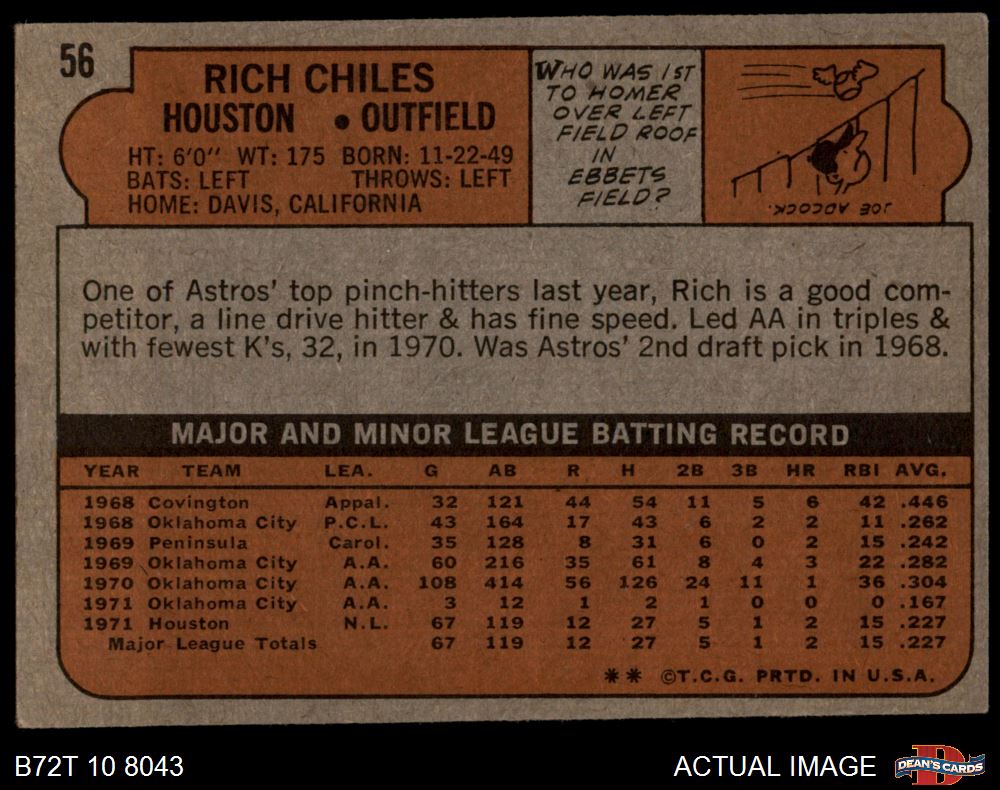 56
RICH CHILES
HOUSTON • OUTFIELD
HT: 6'0" WT: 175 BORN: 11-22-49
BATS: LEFT THROWS: LEFT
HOME: DAVIS, CALIFORNIA
WHO WAS 1ST
TO HOMER
OVER LEFT
FIELD ROOF
IN
EBBETS
FIELD?
JOE ADCOCK.
One of Astros' top pinch-hitters last year, Rich is a good com-
petitor, a line drive hitter & has fine speed. Led AA in triples &
with fewest K's, 32, in 1970. Was Astros' 2nd draft pick in 1968.
MAJOR AND MINOR LEAGUE BATTING RECORD
YEAR TEAM LEA. G AB R H 2B 3B HR RBI AVG.
1968 Covington Appal. 32 121 44 54 11 5 6 42 .446
1968 Oklahoma City P.C.L. 43 164 17 43 6 2 2 11 .262
1969 Peninsula Carol. 35 128 8 31 6 0 2 15 .242
1969 Oklahoma City A.A. 60 216 35 61 8 4 3 22 .282
1970 Oklahoma City A.A. 108 414 56 126 24 11 1 36 .304
1971 Oklahoma City A.A. 3 12 1 2 1 0 0 0 .167
1971 Houston N.L. 67 119 12 27 5 1 2 15 .227
Major League Totals 67 119 12 27 5 1 2 15 .227
** ©T.C.G. PRTD. IN U.S.A.
B72T 10 8043
ACTUAL IMAGE
D
DEAN'S CARDS